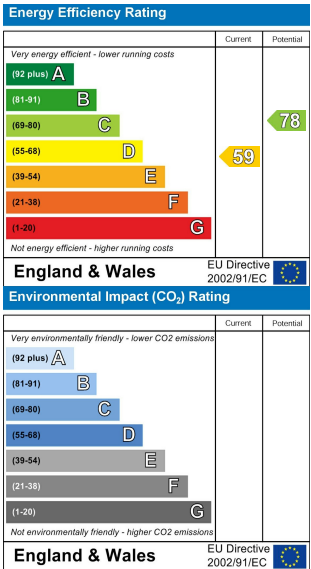 Energy Efficiency Rating
Current Potential
Very energy efficient - lower running costs
(92 plus) A
(81-91) B
(69-80) C
78
(55-68) D
59
(39-54) E
(21-38) F
(1-20) G
Not energy efficient - higher running costs
England & Wales
EU Directive
2002/91/EC
Environmental Impact (CO₂) Rating
Current Potential
Very environmentally friendly - lower CO2 emissions
(92 plus) A
(81-91) B
(69-80) C
(55-68) D
(39-54) E
(21-38) F
(1-20) G
Not environmentally friendly - higher CO2 emissions
England & Wales
EU Directive
2002/91/EC